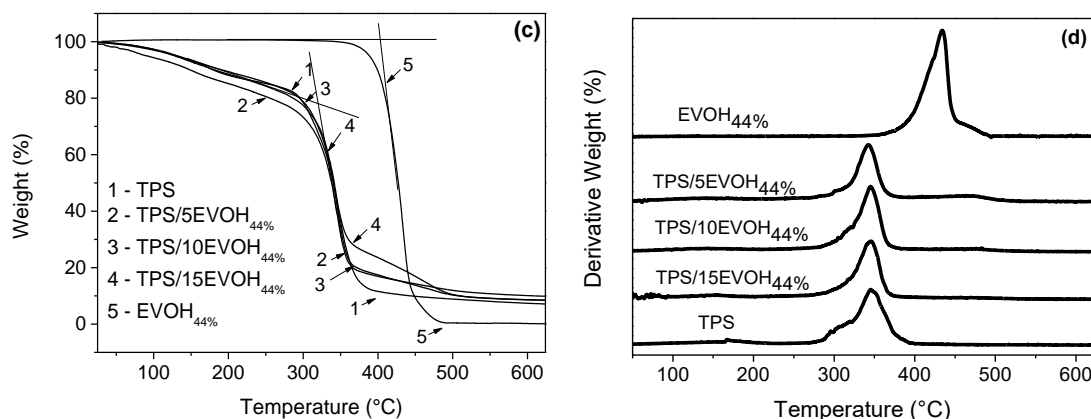 (c)
100
80
60
40
20
0
Weight (%)
1
2
3
4
5
4
2
3
1
5
1 - TPS
2 - TPS/5EVOH44%
3 - TPS/10EVOH44%
4 - TPS/15EVOH44%
5 - EVOH44%
100 200 300 400 500 600
Temperature (°C)
(d)
Derivative Weight (%)
EVOH44%
TPS/5EVOH44%
TPS/10EVOH44%
TPS/15EVOH44%
TPS
100 200 300 400 500 600
Temperature (°C)